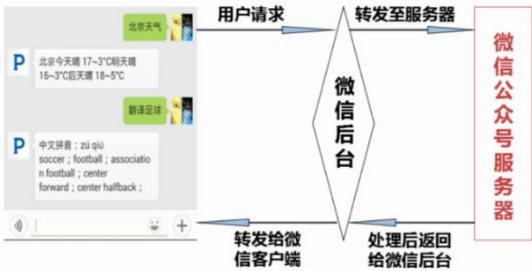 北京天气
P
北京今天晴 17~3°C明天晴
16~3°C后天晴 18~5°C
翻译足球
P
中文拼音：zú qiú
soccer ; football ; associatio
n football ; center
forward ; center halfback ;
用户请求
转发至服务器
微信后台
微信公众号服务器
转发给微
信客户端
处理后返回
给微信后台